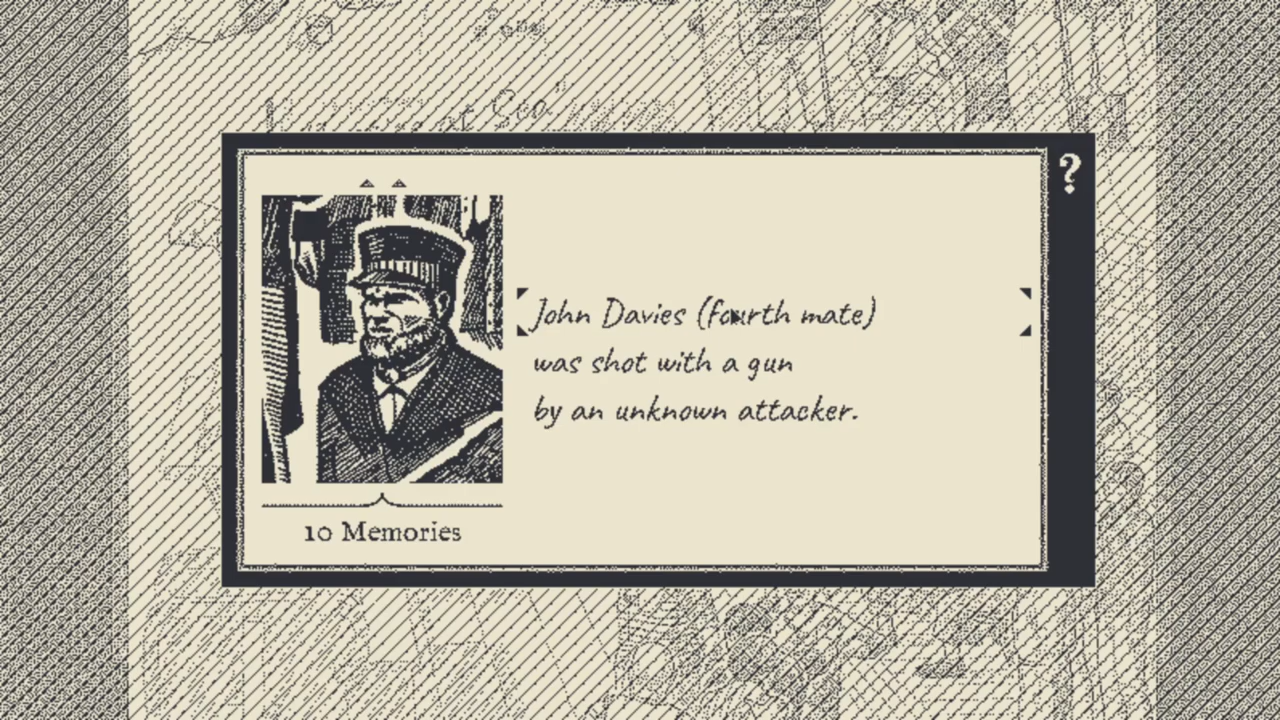 ?
John Davies (fourth mate)
was shot with a gun
by an unknown attacker.
10 Memories